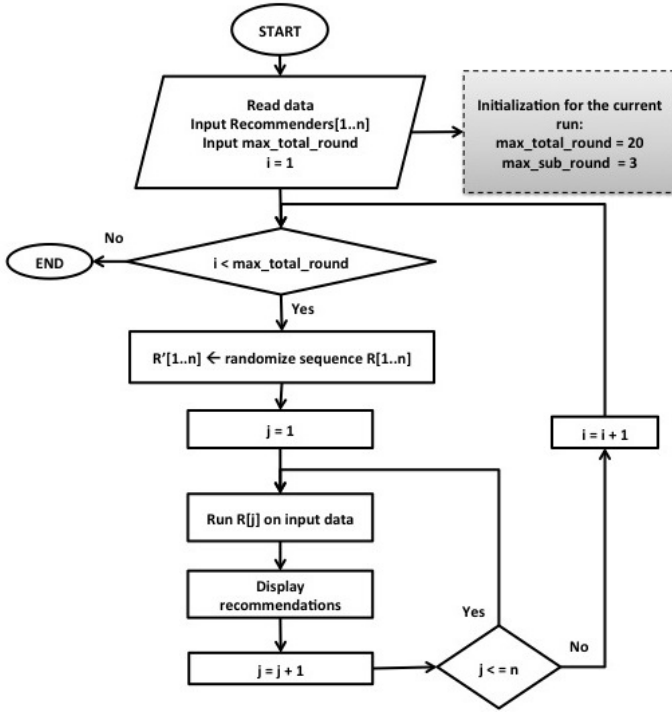 START
Read data
Input Recommenders[1..n]
Input max_total_round
i = 1
Initialization for the current
run:
max_total_round = 20
max_sub_round = 3
No
END
i < max_total_round
Yes
R'[1..n] ← randomize sequence R[1..n]
j = 1
i = i + 1
Run R[j] on input data
Display
recommendations
Yes
No
j = j + 1
j <= n